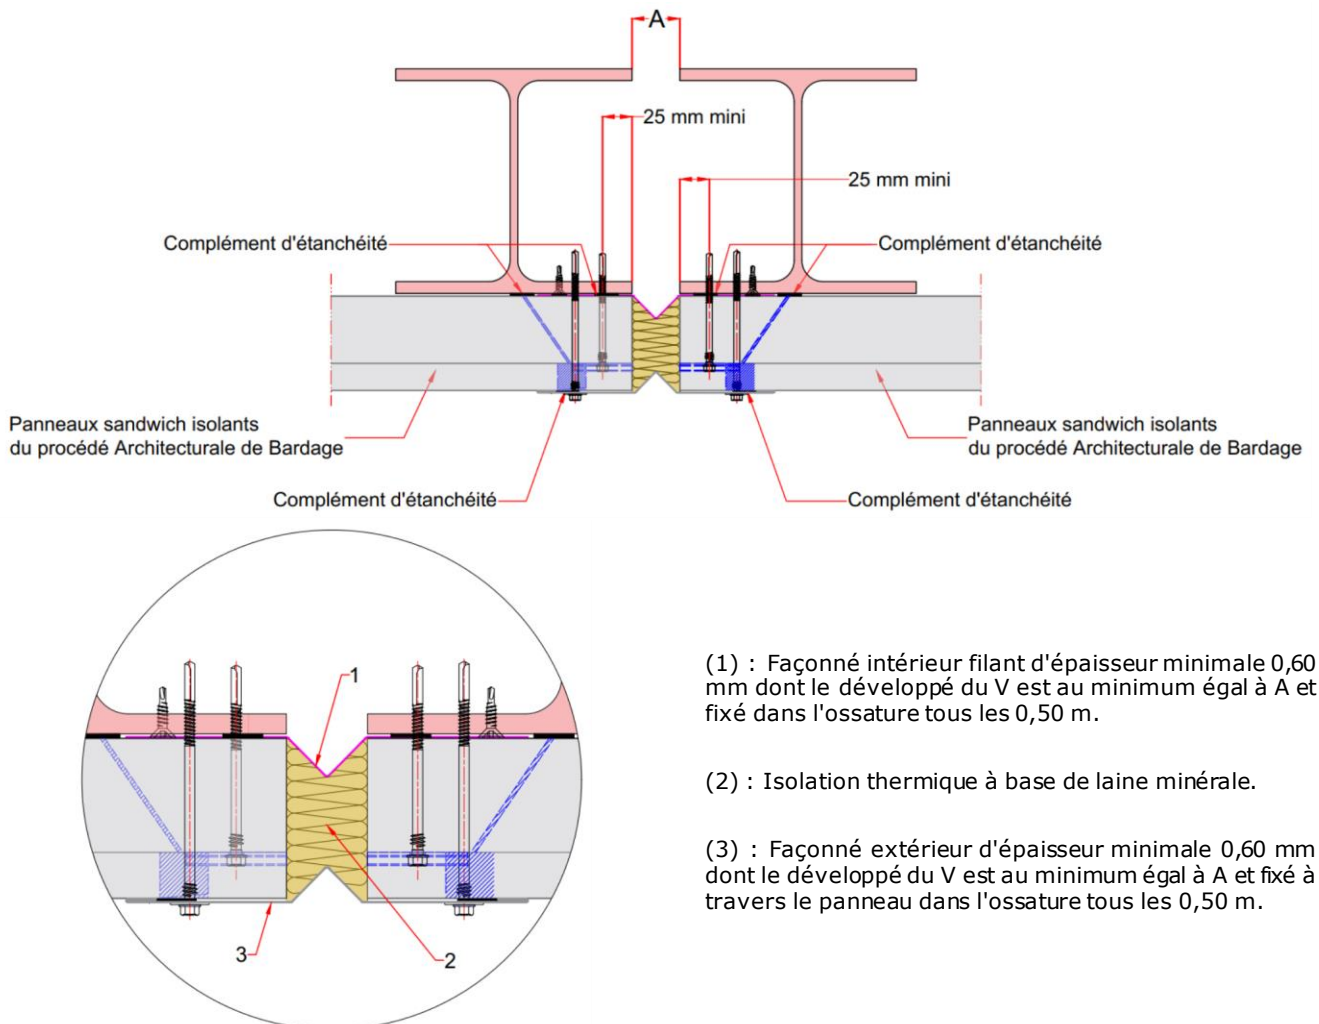 A
25 mm mini
25 mm mini
Complément d'étanchéité
Complément d'étanchéité
Panneaux sandwich isolants
du procédé Architecturale de Bardage
Panneaux sandwich isolants
du procédé Architecturale de Bardage
Complément d'étanchéité
Complément d'étanchéité
1
3
2
(1) : Façonné intérieur filant d'épaisseur minimale 0,60
mm dont le développé du V est au minimum égal à A et
fixé dans l'ossature tous les 0,50 m.
(2) : Isolation thermique à base de laine minérale.
(3) : Façonné extérieur d'épaisseur minimale 0,60 mm
dont le développé du V est au minimum égal à A et fixé à
travers le panneau dans l'ossature tous les 0,50 m.